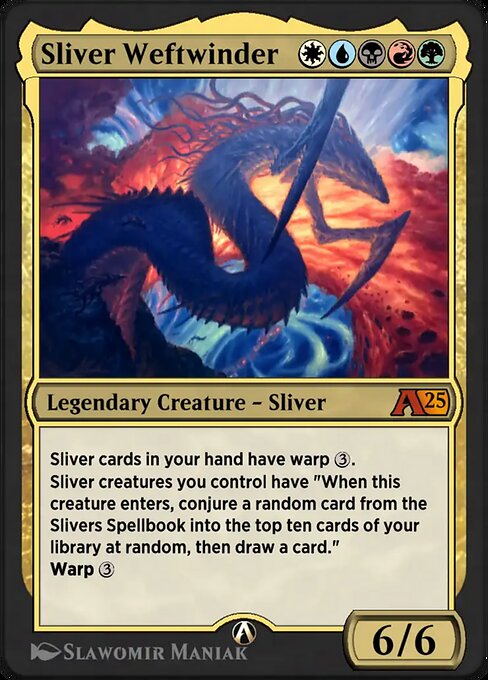 Sliver Weftwinder
Legendary Creature – Sliver
A25
Sliver cards in your hand have warp 3.
Sliver creatures you control have "When this
creature enters, conjure a random card from the
Slivers Spellbook into the top ten cards of your
library at random, then draw a card."
Warp 3
6/6
Slawomir Maniak